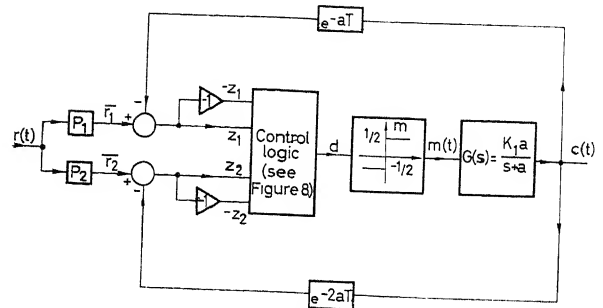 e-aT
-
-1
-z1
r(t)
P1
r̅1
+
z1
Control
logic
(see
Figure 8)
d
1/2
m
-1/2
m(t)
G(s)= K1a
s+a
c(t)
P2
r̅2
+
-
z2
-1
-z2
e-2aT